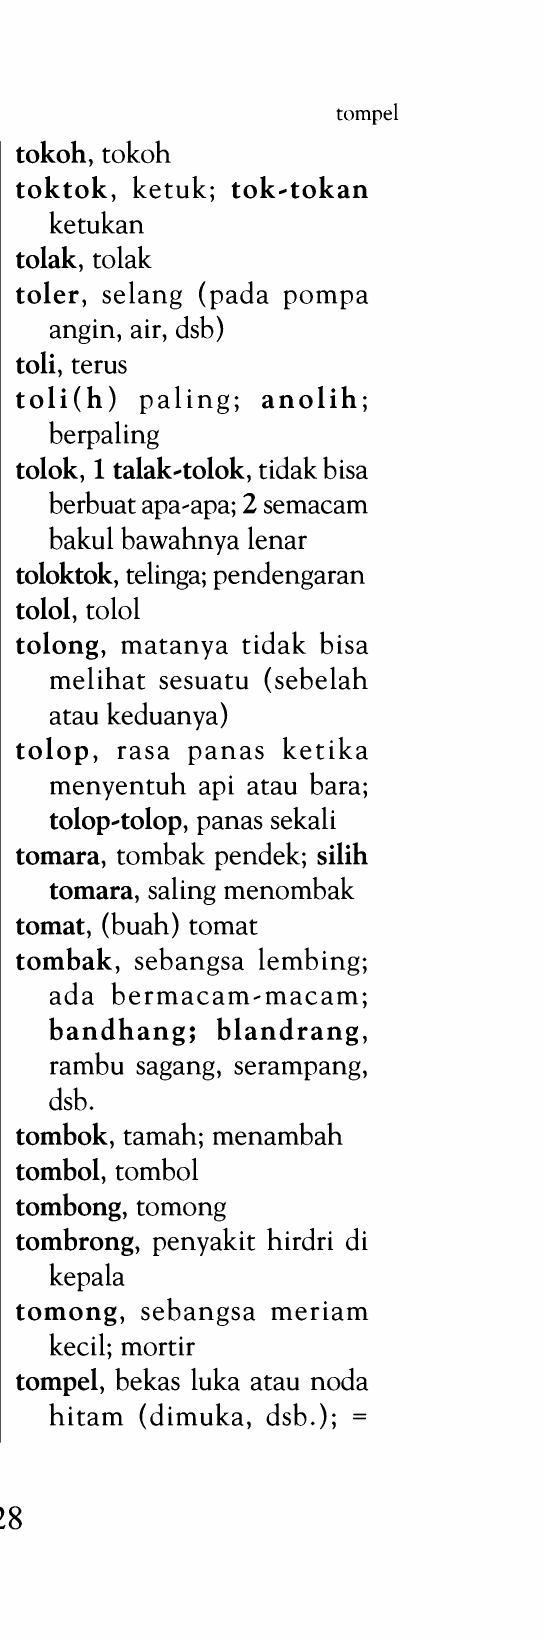 tompel
tokoh, tokoh
toktok, ketuk; tok-tokan
ketukan
tolak, tolak
toler, selang (pada pompa
angin, air, dsb)
toli, terus
toli(h) paling; anolih;
berpaling
tolok, 1 talak-tolok, tidak bisa
berbuat apa-apa; 2 semacam
bakul bawahnya lenar
toloktok, telinga; pendengaran
tolol, tolol
tolong, matanya tidak bisa
melihat sesuatu (sebelah
atau keduanya)
tolop, rasa panas ketika
menyentuh api atau bara;
tolop-tolop, panas sekali
tomara, tombak pendek; silih
tomara, saling menombak
tomat, (buah) tomat
tombak, sebangsa lembing;
ada bermacam-macam;
bandhang; blandrang,
rambu sagang, serampang,
dsb.
tombok, tamah; menambah
tombol, tombol
tombong, tomong
tombrong, penyakit hirdri di
kepala
tomong, sebangsa meriam
kecil; mortir
tompel, bekas luka atau noda
hitam (dimuka, dsb.); =
28